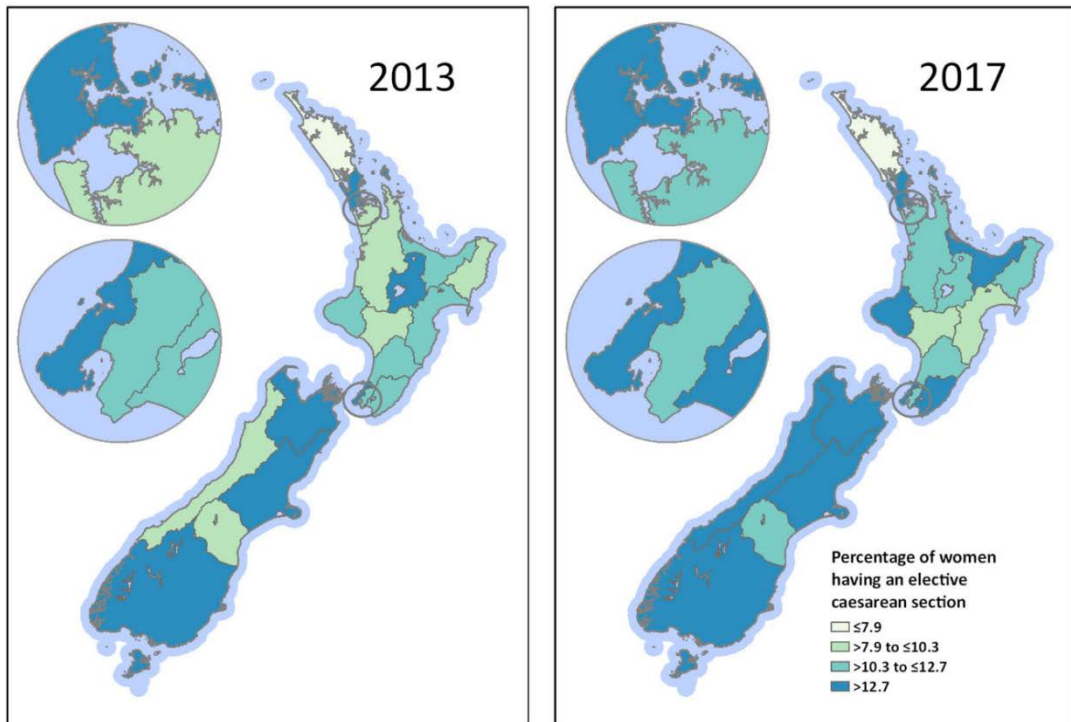 2013
2017
Percentage of women
having an elective
caesarean section
≤7.9
>7.9 to ≤10.3
>10.3 to ≤12.7
>12.7